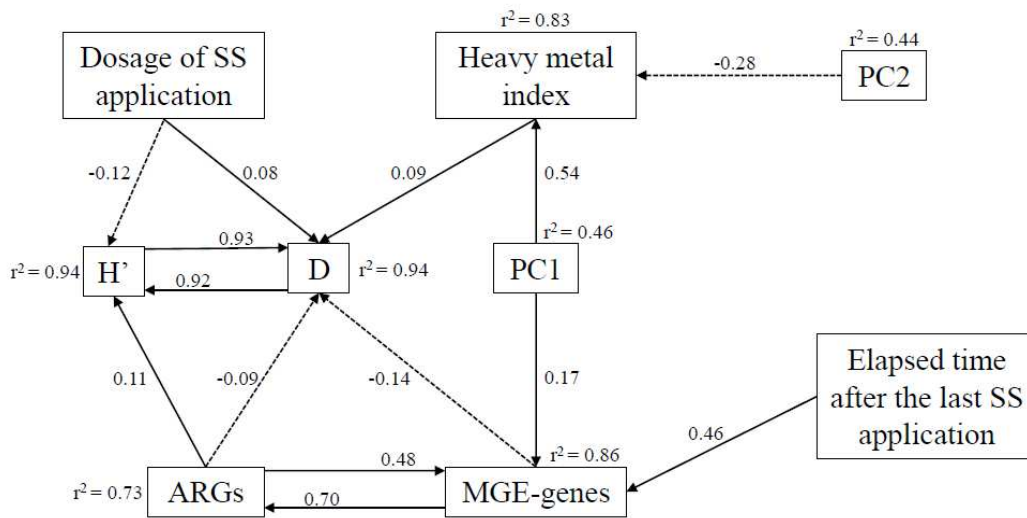 r² = 0.83
Dosage of SS
application
Heavy metal
index
r² = 0.44
PC2
-0.28
-0.12
0.08
0.09
0.54
r² = 0.94
H’
0.93
0.92
D
r² = 0.94
r² = 0.46
PC1
0.11
-0.09
-0.14
0.17
Elapsed time
after the last SS
application
0.46
r² = 0.73
ARGs
0.48
0.70
r² = 0.86
MGE-genes